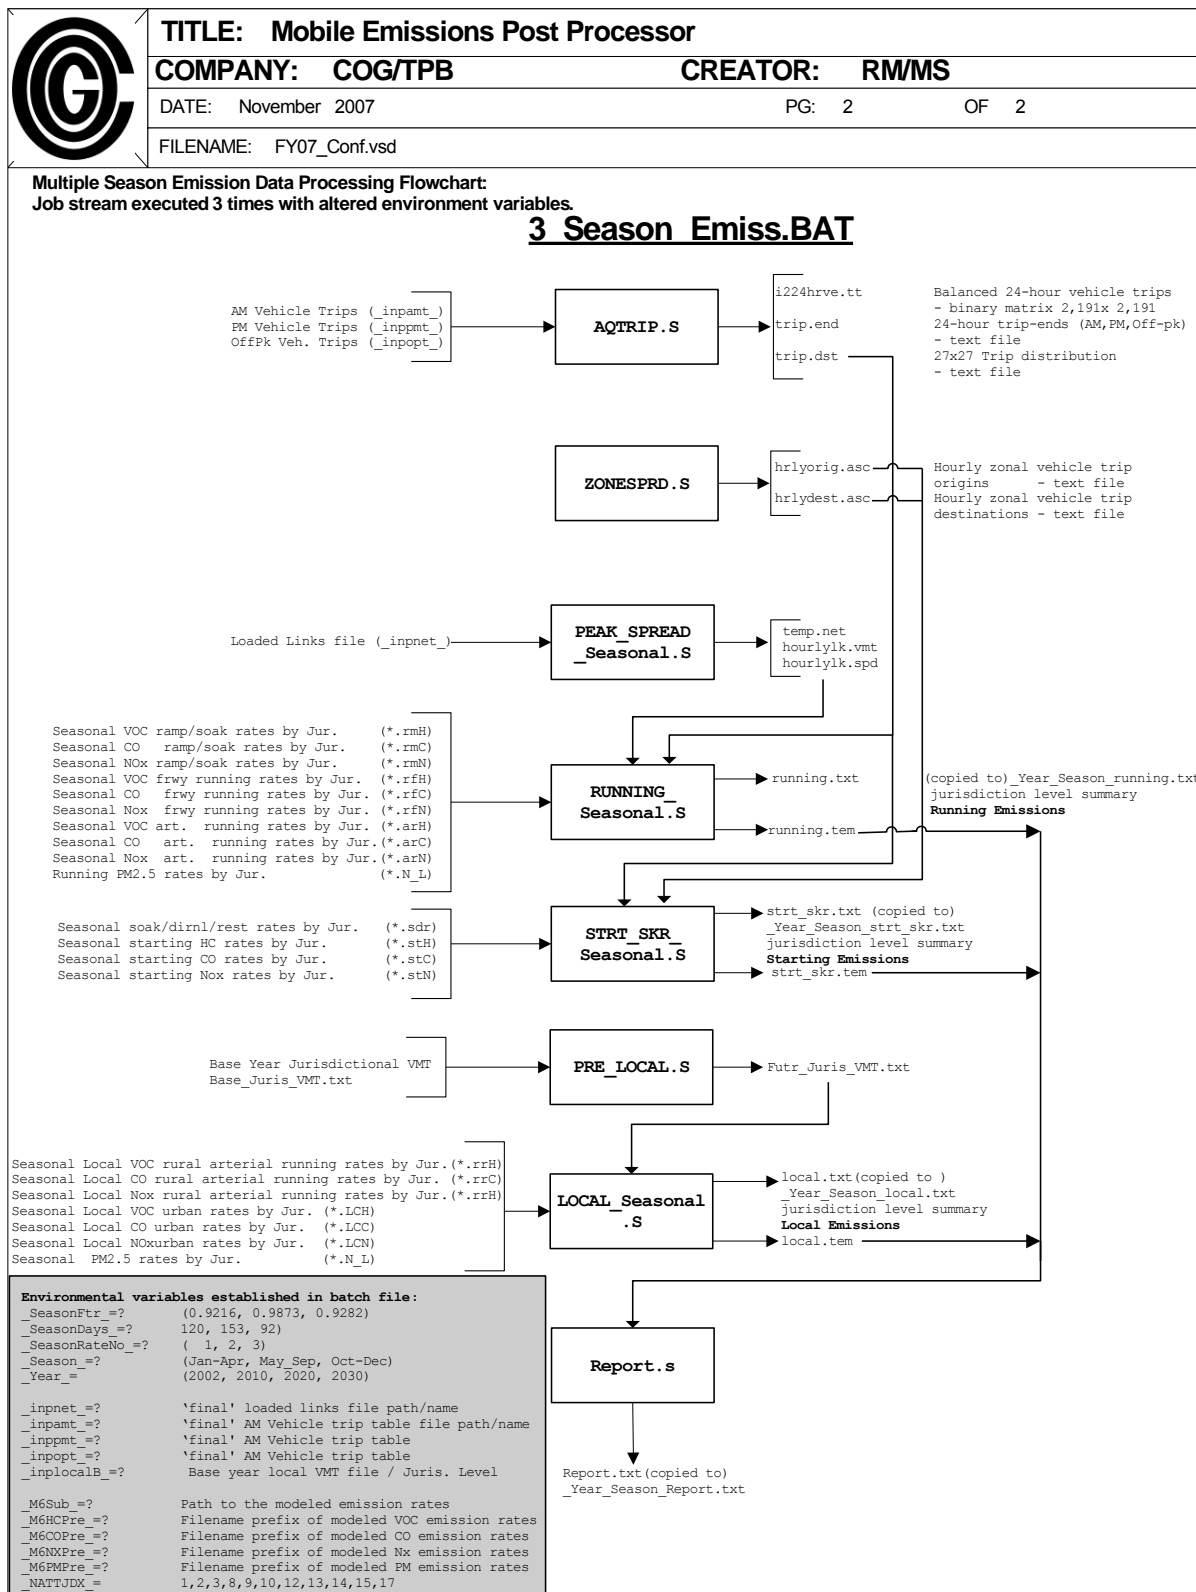 TITLE: Mobile Emissions Post Processor
COMPANY: COG/TPB CREATOR: RM/MS
DATE: November 2007 PG: 2 OF 2
FILENAME: FY07_Conf.vsd
Multiple Season Emission Data Processing Flowchart:
Job stream executed 3 times with altered environment variables.
3_Season_Emiss.BAT
AM Vehicle Trips (_inpamt_)
PM Vehicle Trips (_inppmt_)
OffPk Veh. Trips (_inpopt_)
AQTRIP.S
i224hrve.tt
trip.end
trip.dst
Balanced 24-hour vehicle trips
- binary matrix 2,191x 2,191
24-hour trip-ends (AM,PM,Off-pk)
- text file
27x27 Trip distribution
- text file
ZONESPRD.S
hrlyorig.asc
hrlydest.asc
Hourly zonal vehicle trip
origins - text file
Hourly zonal vehicle trip
destinations - text file
Loaded Links file (_inpnet_)
PEAK_SPREAD
_Seasonal.S
temp.net
hourlylk.vmt
hourlylk.spd
Seasonal VOC ramp/soak rates by Jur. (*.rmH)
Seasonal CO ramp/soak rates by Jur. (*.rmC)
Seasonal NOx ramp/soak rates by Jur. (*.rmN)
Seasonal VOC frwy running rates by Jur. (*.rfH)
Seasonal CO frwy running rates by Jur. (*.rfC)
Seasonal Nox frwy running rates by Jur. (*.rfN)
Seasonal VOC art. running rates by Jur. (*.arH)
Seasonal CO art. running rates by Jur.(*.arC)
Seasonal Nox art. running rates by Jur.(*.arN)
Running PM2.5 rates by Jur. (*.N_L)
RUNNING_
Seasonal.S
running.txt
running.tem
(copied to)_Year_Season_running.txt
jurisdiction level summary
Running Emissions
Seasonal soak/dirnl/rest rates by Jur. (*.sdr)
Seasonal starting HC rates by Jur. (*.stH)
Seasonal starting CO rates by Jur. (*.stC)
Seasonal starting Nox rates by Jur. (*.stN)
STRT_SKR_
Seasonal.S
strt_skr.txt (copied to)
_Year_Season_strt_skr.txt
jurisdiction level summary
Starting Emissions
strt_skr.tem
Base Year Jurisdictional VMT
Base_Juris_VMT.txt
PRE_LOCAL.S
Futr_Juris_VMT.txt
Seasonal Local VOC rural arterial running rates by Jur.(*.rrH)
Seasonal Local CO rural arterial running rates by Jur. (*.rrC)
Seasonal Local Nox rural arterial running rates by Jur.(*.rrH)
Seasonal Local VOC urban rates by Jur. (*.LCH)
Seasonal Local CO urban rates by Jur. (*.LCC)
Seasonal Local NOxurban rates by Jur. (*.LCN)
Seasonal PM2.5 rates by Jur. (*.N_L)
LOCAL_Seasonal
.S
local.txt(copied to )
_Year_Season_local.txt
jurisdiction level summary
Local Emissions
local.tem
Environmental variables established in batch file:
_SeasonFtr_=? (0.9216, 0.9873, 0.9282)
_SeasonDays_=? 120, 153, 92)
_SeasonRateNo_=? ( 1, 2, 3)
_Season_=? (Jan-Apr, May_Sep, Oct-Dec)
_Year_= (2002, 2010, 2020, 2030)
_inpnet_=? 'final' loaded links file path/name
_inpamt_=? 'final' AM Vehicle trip table file path/name
_inppmt_=? 'final' AM Vehicle trip table
_inpopt_=? 'final' AM Vehicle trip table
_inplocalB_=? Base year local VMT file / Juris. Level
_M6Sub_=? Path to the modeled emission rates
_M6HCPre_=? Filename prefix of modeled VOC emission rates
_M6COPre_=? Filename prefix of modeled CO emission rates
_M6NXPre_=? Filename prefix of modeled Nx emission rates
_M6PMPre_=? Filename prefix of modeled PM emission rates
_NATTJDX_= 1,2,3,8,9,10,12,13,14,15,17
Report.s
Report.txt(copied to)
_Year_Season_Report.txt